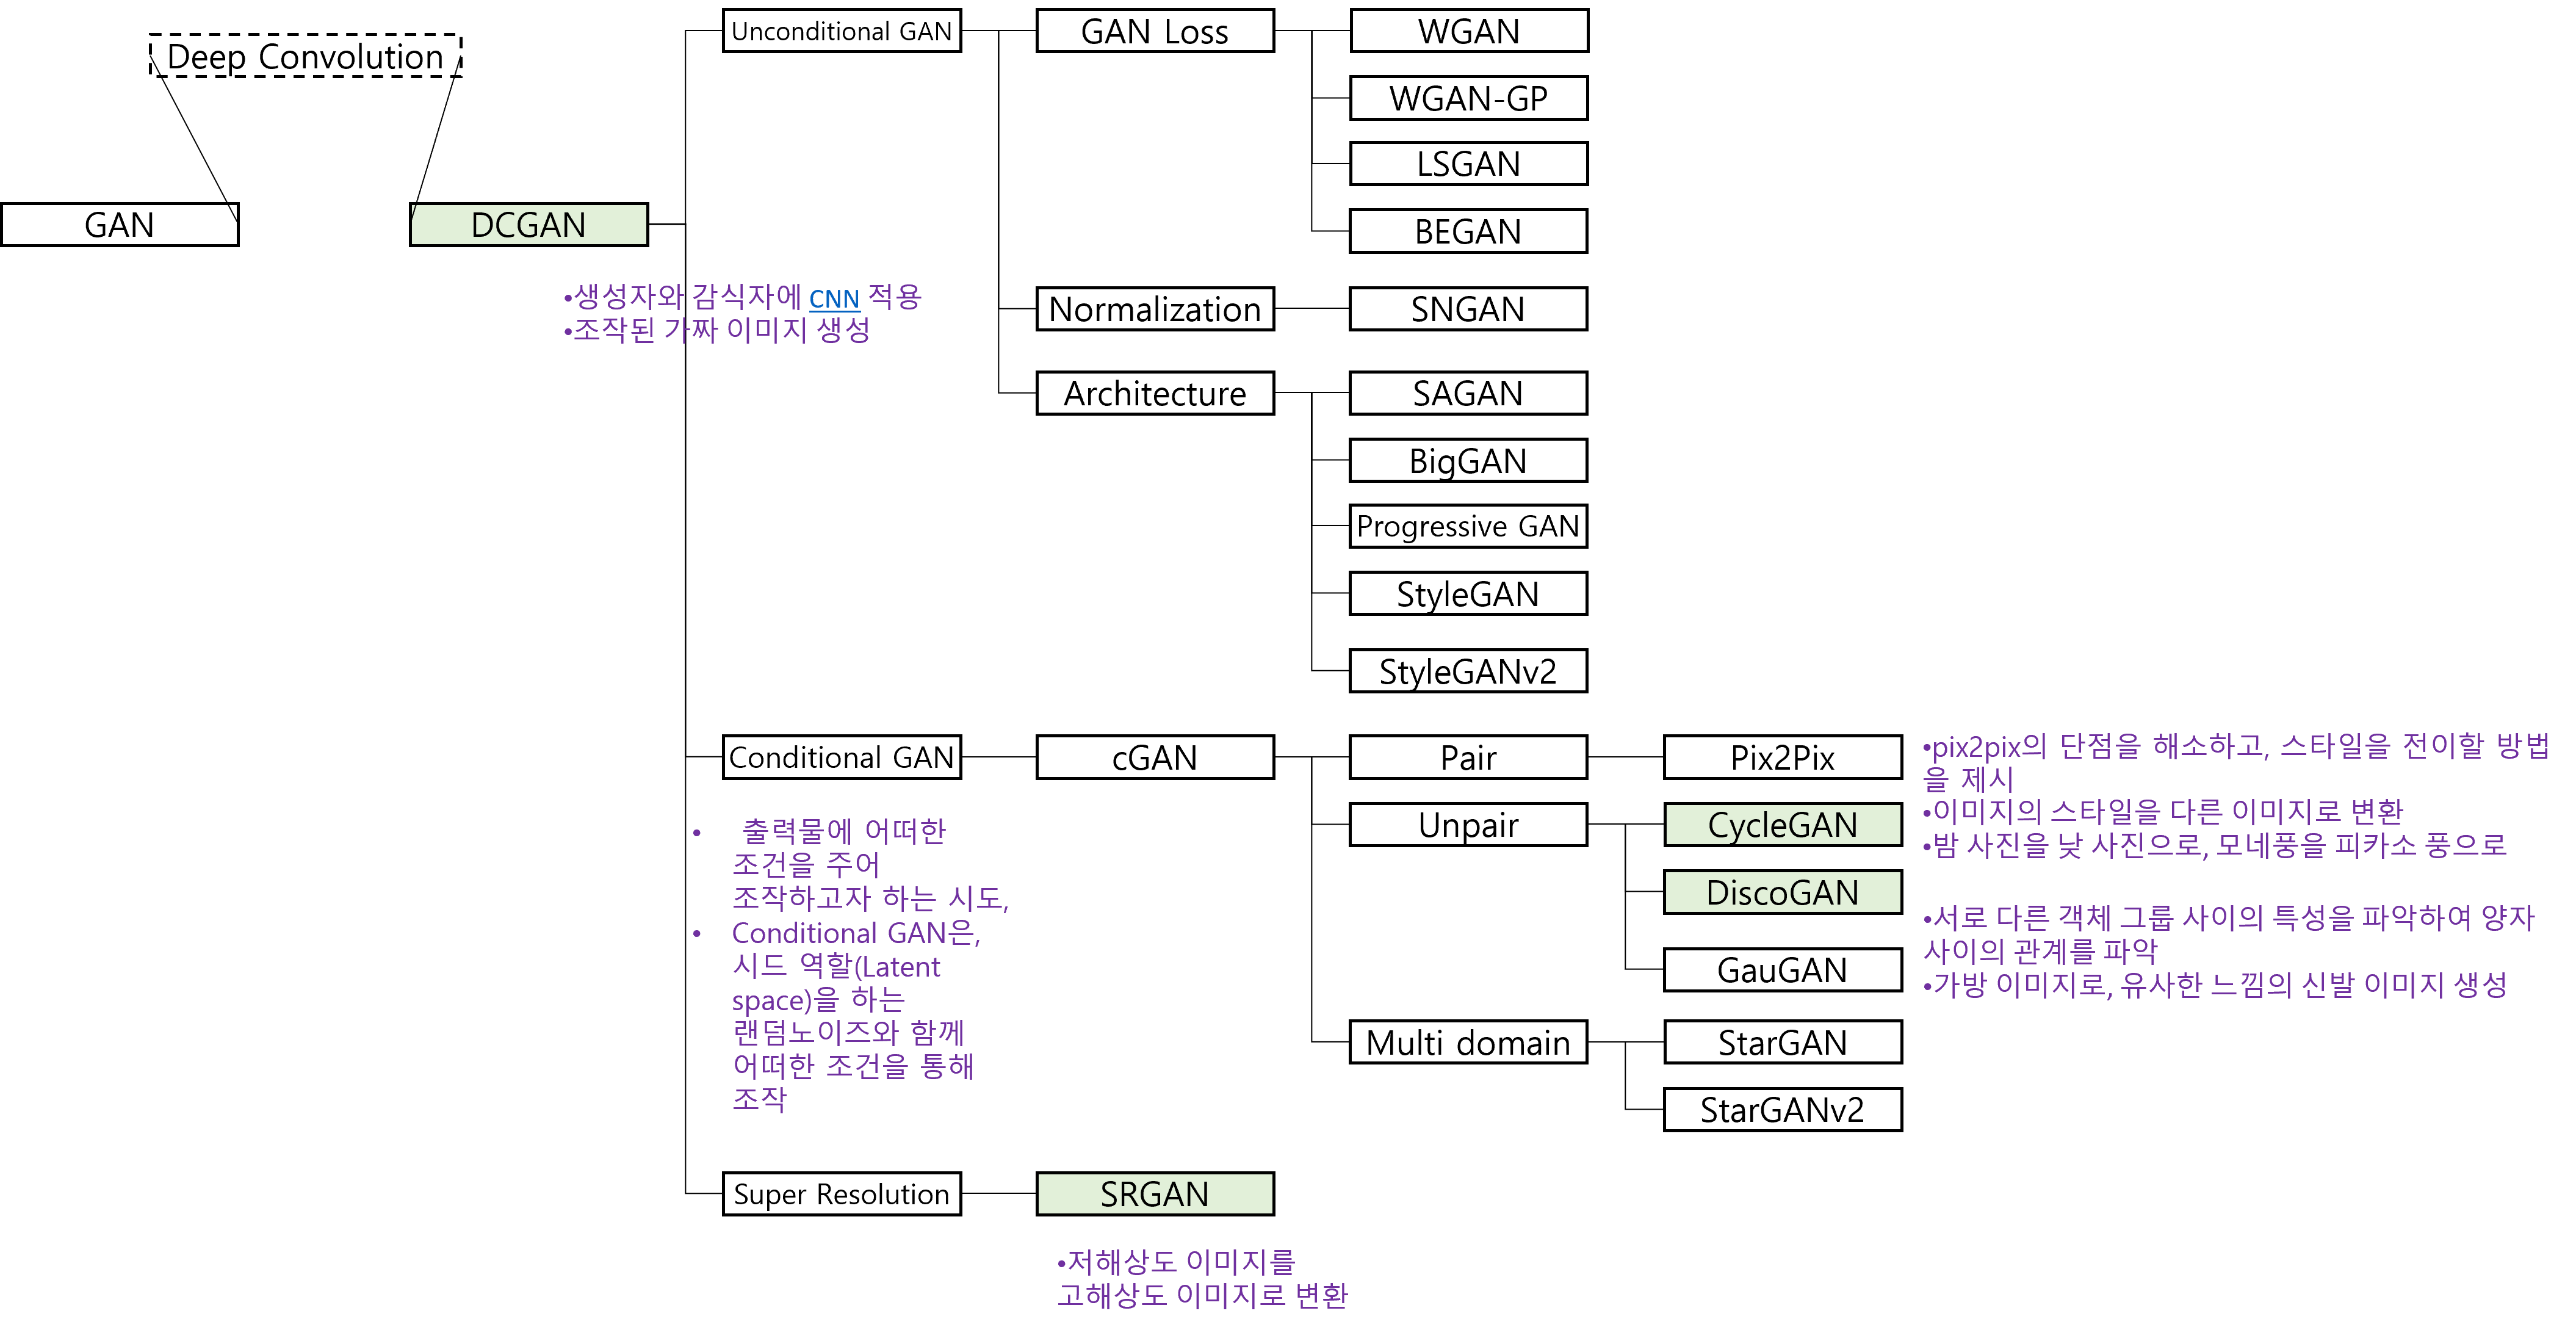 Deep Convolution
GAN
DCGAN
•생성자와 감식자에 CNN 적용
•조작된 가짜 이미지 생성
Unconditional GAN
GAN Loss
WGAN
WGAN-GP
LSGAN
BEGAN
Normalization
SNGAN
Architecture
SAGAN
BigGAN
Progressive GAN
StyleGAN
StyleGANv2
Conditional GAN
• 출력물에 어떠한
조건을 주어
조작하고자 하는 시도,
• Conditional GAN은,
시드 역할(Latent
space)을 하는
랜덤노이즈와 함께
어떠한 조건을 통해
조작
cGAN
Pair
Pix2Pix
Unpair
CycleGAN
•pix2pix의 단점을 해소하고, 스타일을 전이할 방법
을 제시
•이미지의 스타일을 다른 이미지로 변환
•밤 사진을 낮 사진으로, 모네풍을 피카소 풍으로
DiscoGAN
•서로 다른 객체 그룹 사이의 특성을 파악하여 양자
사이의 관계를 파악
•가방 이미지로, 유사한 느낌의 신발 이미지 생성
GauGAN
Multi domain
StarGAN
StarGANv2
Super Resolution
SRGAN
•저해상도 이미지를
고해상도 이미지로 변환